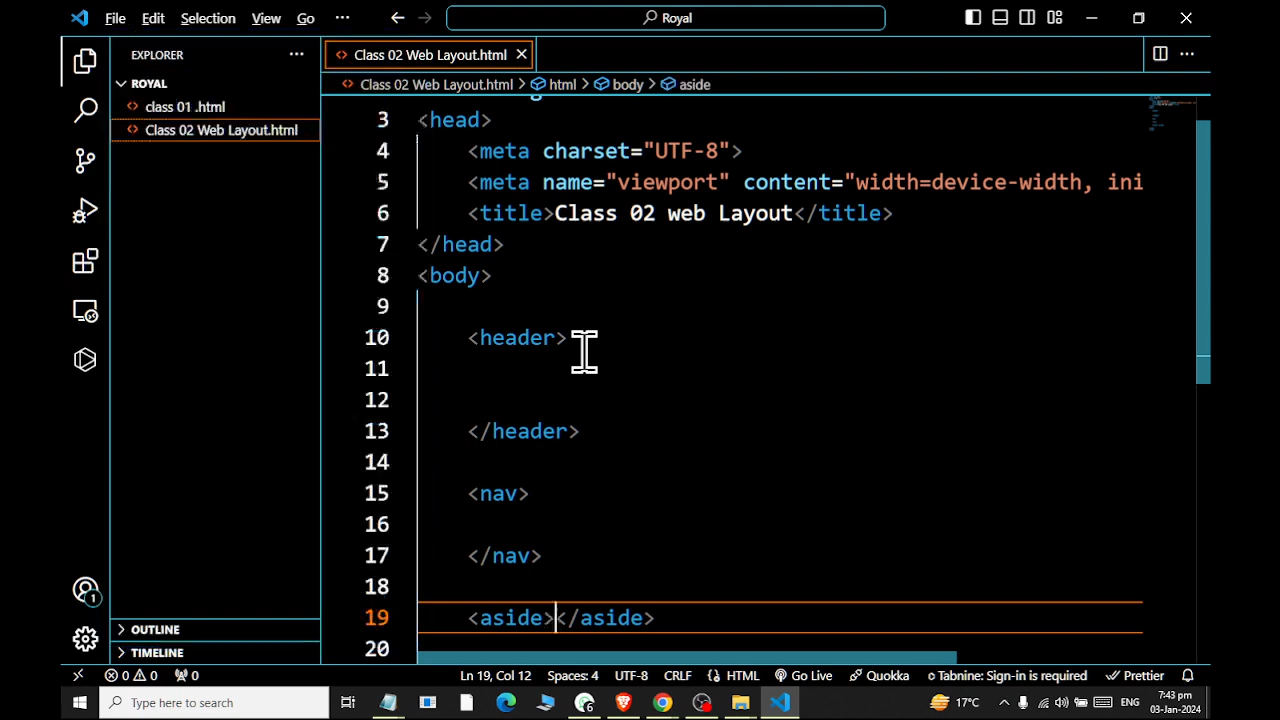 File Edit Selection View Go ··· Royal
EXPLORER ···
Class 02 Web Layout.html
ROYAL
Class 02 Web Layout.html > html > body > aside
class 01 .html
Class 02 Web Layout.html
3 <head>
4 <meta charset="UTF-8">
5 <meta name="viewport" content="width=device-width, ini
6 <title>Class 02 web Layout</title>
7 </head>
8 <body>
9
10 <header>
11
12
13 </header>
14
15 <nav>
16
17 </nav>
18
19 <aside></aside>
20
1
OUTLINE
TIMELINE
0 0 0 Ln 19, Col 12 Spaces: 4 UTF-8 CRLF HTML Go Live Quokka Tabnine: Sign-in is required Prettier
Type here to search 17°C ENG 7:43 pm
03-Jan-2024